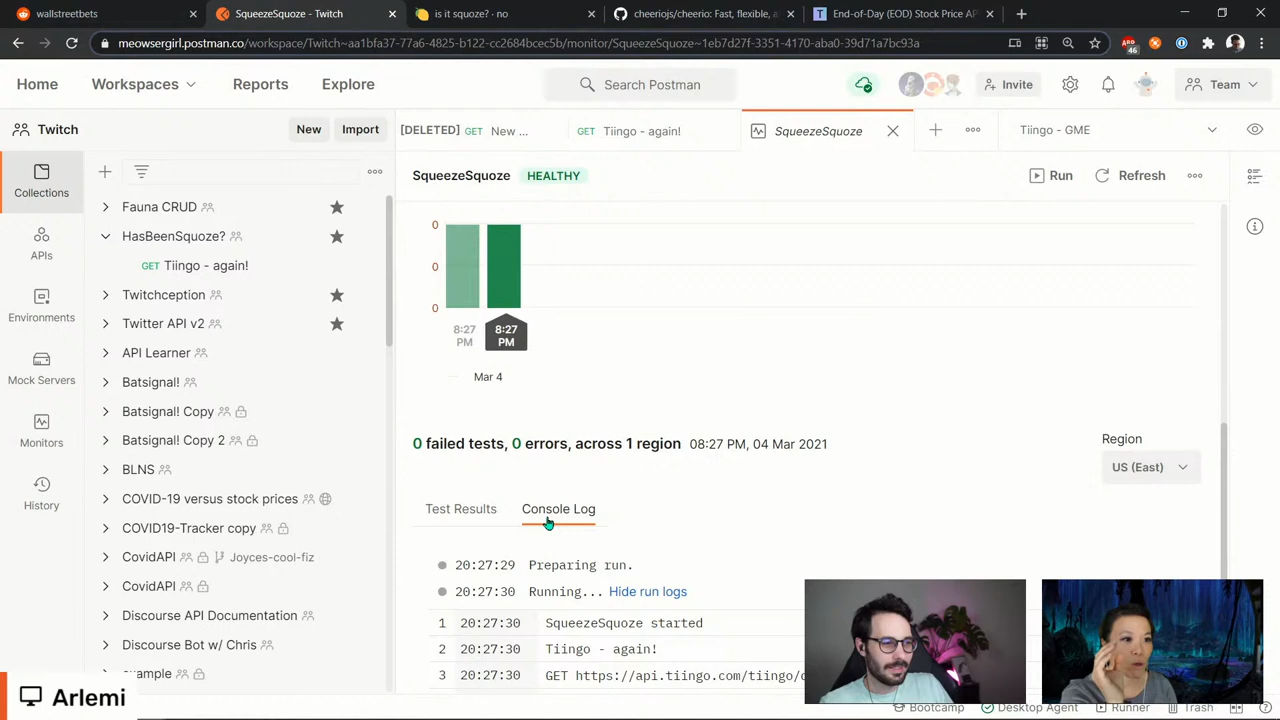 wallstreetbets
SqueezeSquoze - Twitch
is it squoze? · no
cheeriojs/cheerio: Fast, flexible, a
End-of-Day (EOD) Stock Price AP
meowsergirl.postman.co/workspace/Twitch~aa1bfa37-77a6-4825-b122-cc2684bcec5b/monitor/SqueezeSquoze~1eb7d27f-3351-4170-aba0-39d71a7bc93a
46
Home
Workspaces
Reports
Explore
Search Postman
Invite
Team
Twitch
New
Import
[DELETED] GET New ...
GET Tiingo - again!
SqueezeSquoze
Tiingo - GME
Collections
APIs
Environments
Mock Servers
Monitors
History
Fauna CRUD
HasBeenSquoze?
GET Tiingo - again!
Twitchception
Twitter API v2
API Learner
Batsignal!
Batsignal! Copy
Batsignal! Copy 2
BLNS
COVID-19 versus stock prices
COVID19-Tracker copy
CovidAPI Joyces-cool-fiz
CovidAPI
Discourse API Documentation
Discourse Bot w/ Chris
example
SqueezeSquoze HEALTHY
Run
Refresh
0
0
0
8:27 PM
8:27 PM
Mar 4
0 failed tests, 0 errors, across 1 region 08:27 PM, 04 Mar 2021
Region
US (East)
Test Results
Console Log
20:27:29 Preparing run.
20:27:30 Running... Hide run logs
1 20:27:30 SqueezeSquoze started
2 20:27:30 Tiingo - again!
3 20:27:30 GET https://api.tiingo.com/tiingo/d
Arlemi
Bootcamp
Desktop Agent
Runner
Trash